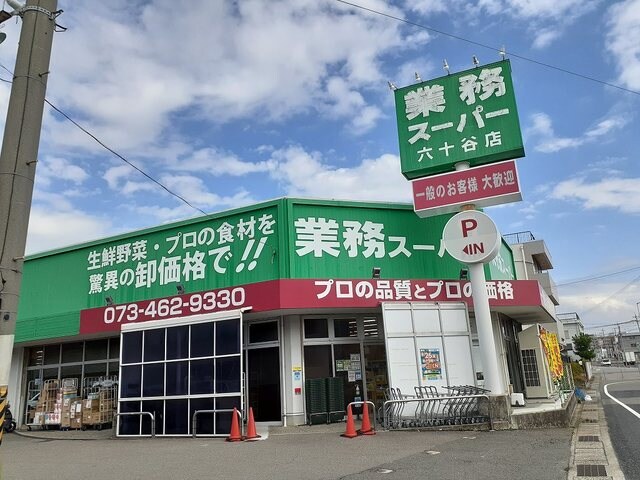 業務
スーパー
六十谷店
一般のお客様 大歓迎
P
IN
生鮮野菜・プロの食材を
驚異の卸価格で!!
業務スーパー
073-462-9330
プロの品質とプロの価格